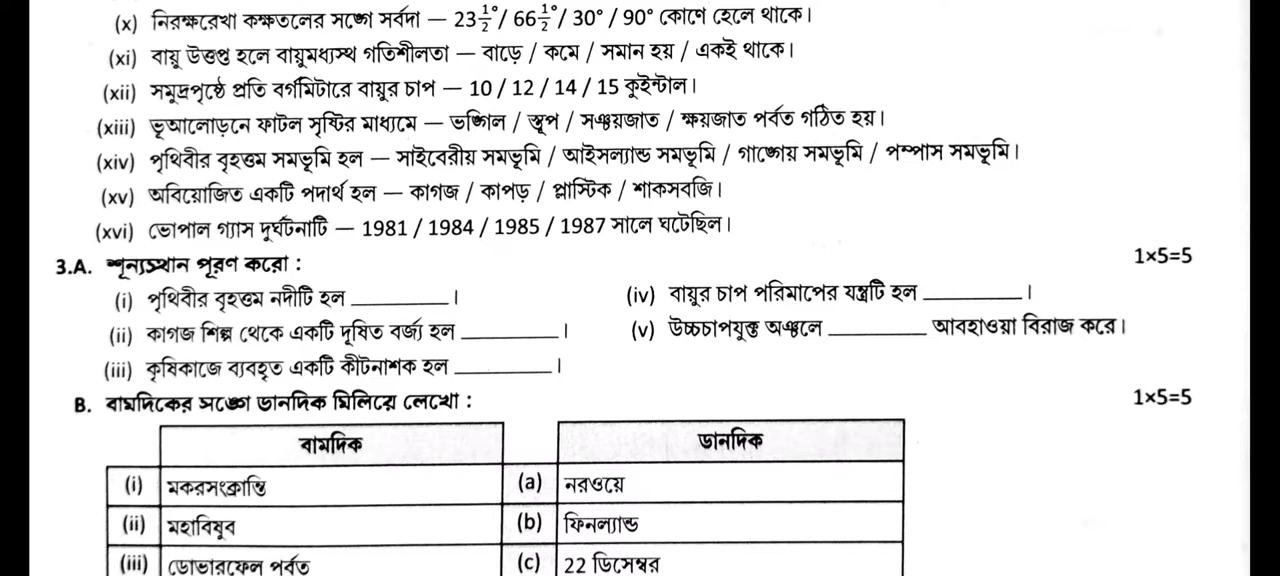 (x) নিরক্ষরেখা কক্ষতলের সঙ্গে সর্বদা — 23½°/ 66½°/ 30° / 90° কোণে হেলে থাকে।
(xi) বায়ু উত্তপ্ত হলে বায়ুমধ্যস্থ গতিশীলতা — বাড়ে / কমে / সমান হয় / একই থাকে।
(xii) সমুদ্রপৃষ্ঠে প্রতি বর্গমিটারে বায়ুর চাপ — 10 / 12 / 14 / 15 কুইন্টাল।
(xiii) ভূআলোড়নে ফাটল সৃষ্টির মাধ্যমে — ভঙ্গিল / স্তূপ / সঞ্চয়জাত / ক্ষয়জাত পর্বত গঠিত হয়।
(xiv) পৃথিবীর বৃহত্তম সমভূমি হল — সাইবেরীয় সমভূমি / আইসল্যান্ড সমভূমি / গাঙ্গেয় সমভূমি / পম্পাস সমভূমি।
(xv) অবিয়োজিত একটি পদার্থ হল — কাগজ / কাপড় / প্লাস্টিক / শাকসবজি।
(xvi) ভোপাল গ্যাস দুর্ঘটনাটি — 1981 / 1984 / 1985 / 1987 সালে ঘটেছিল।
3.A. শূন্যস্থান পূরণ করো : 1×5=5
(i) পৃথিবীর বৃহত্তম নদীটি হল __________ । (iv) বায়ুর চাপ পরিমাপের যন্ত্রটি হল __________ ।
(ii) কাগজ শিল্প থেকে একটি দূষিত বর্জ্য হল __________ । (v) উচ্চচাপযুক্ত অঞ্চলে __________ আবহাওয়া বিরাজ করে।
(iii) কৃষিকাজে ব্যবহৃত একটি কীটনাশক হল __________ ।
B. বামদিকের সঙ্গে ডানদিক মিলিয়ে লেখো : 1×5=5
বামদিক ডানদিক
(i) মকরসংক্রান্তি (a) নরওয়ে
(ii) মহাবিষুব (b) ফিনল্যান্ড
(iii) ডোভারফেল পর্বত (c) 22 ডিসেম্বর